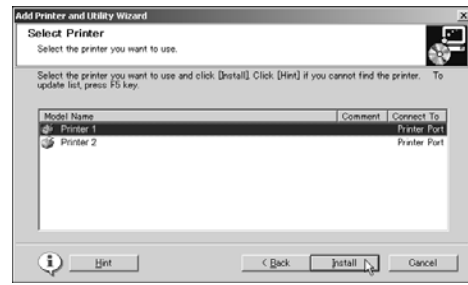 Add Printer and Utility Wizard
Select Printer
Select the printer you want to use.
Select the printer you want to use and click [Install]. Click [Hint] if you cannot find the printer. To
update list, press F5 key.
Model Name Comment Connect To
Printer 1 Printer Port
Printer 2 Printer Port
Hint < Back Install Cancel